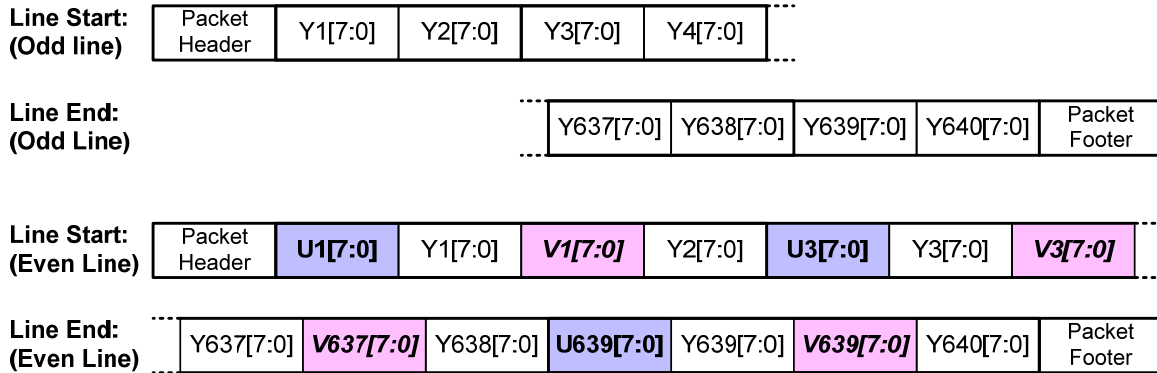 Line Start: Packet Header Y1[7:0] Y2[7:0] Y3[7:0] Y4[7:0]
(Odd line)
Line End: Y637[7:0] Y638[7:0] Y639[7:0] Y640[7:0] Packet Footer
(Odd Line)
Line Start: Packet Header U1[7:0] Y1[7:0] V1[7:0] Y2[7:0] U3[7:0] Y3[7:0] V3[7:0]
(Even Line)
Line End: Y637[7:0] V637[7:0] Y638[7:0] U639[7:0] Y639[7:0] V639[7:0] Y640[7:0] Packet Footer
(Even Line)